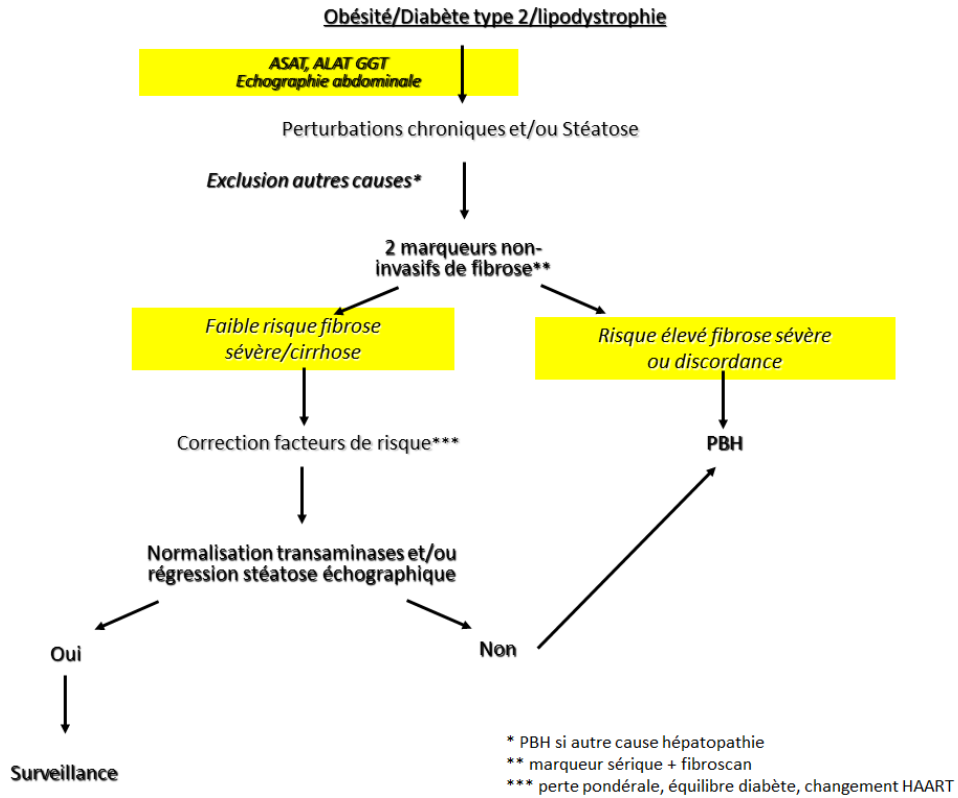 Obésité/Diabète type 2/lipodystrophie
ASAT, ALAT GGT
Echographie abdominale
Perturbations chroniques et/ou Stéatose
Exclusion autres causes*
2 marqueurs non-
invasifs de fibrose**
Faible risque fibrose
sévère/cirrhose
Risque élevé fibrose sévère
ou discordance
Correction facteurs de risque***
PBH
Normalisation transaminases et/ou
régression stéatose échographique
Oui
Non
Surveillance
* PBH si autre cause hépatopathie
** marqueur sérique + fibroscan
*** perte pondérale, équilibre diabète, changement HAART